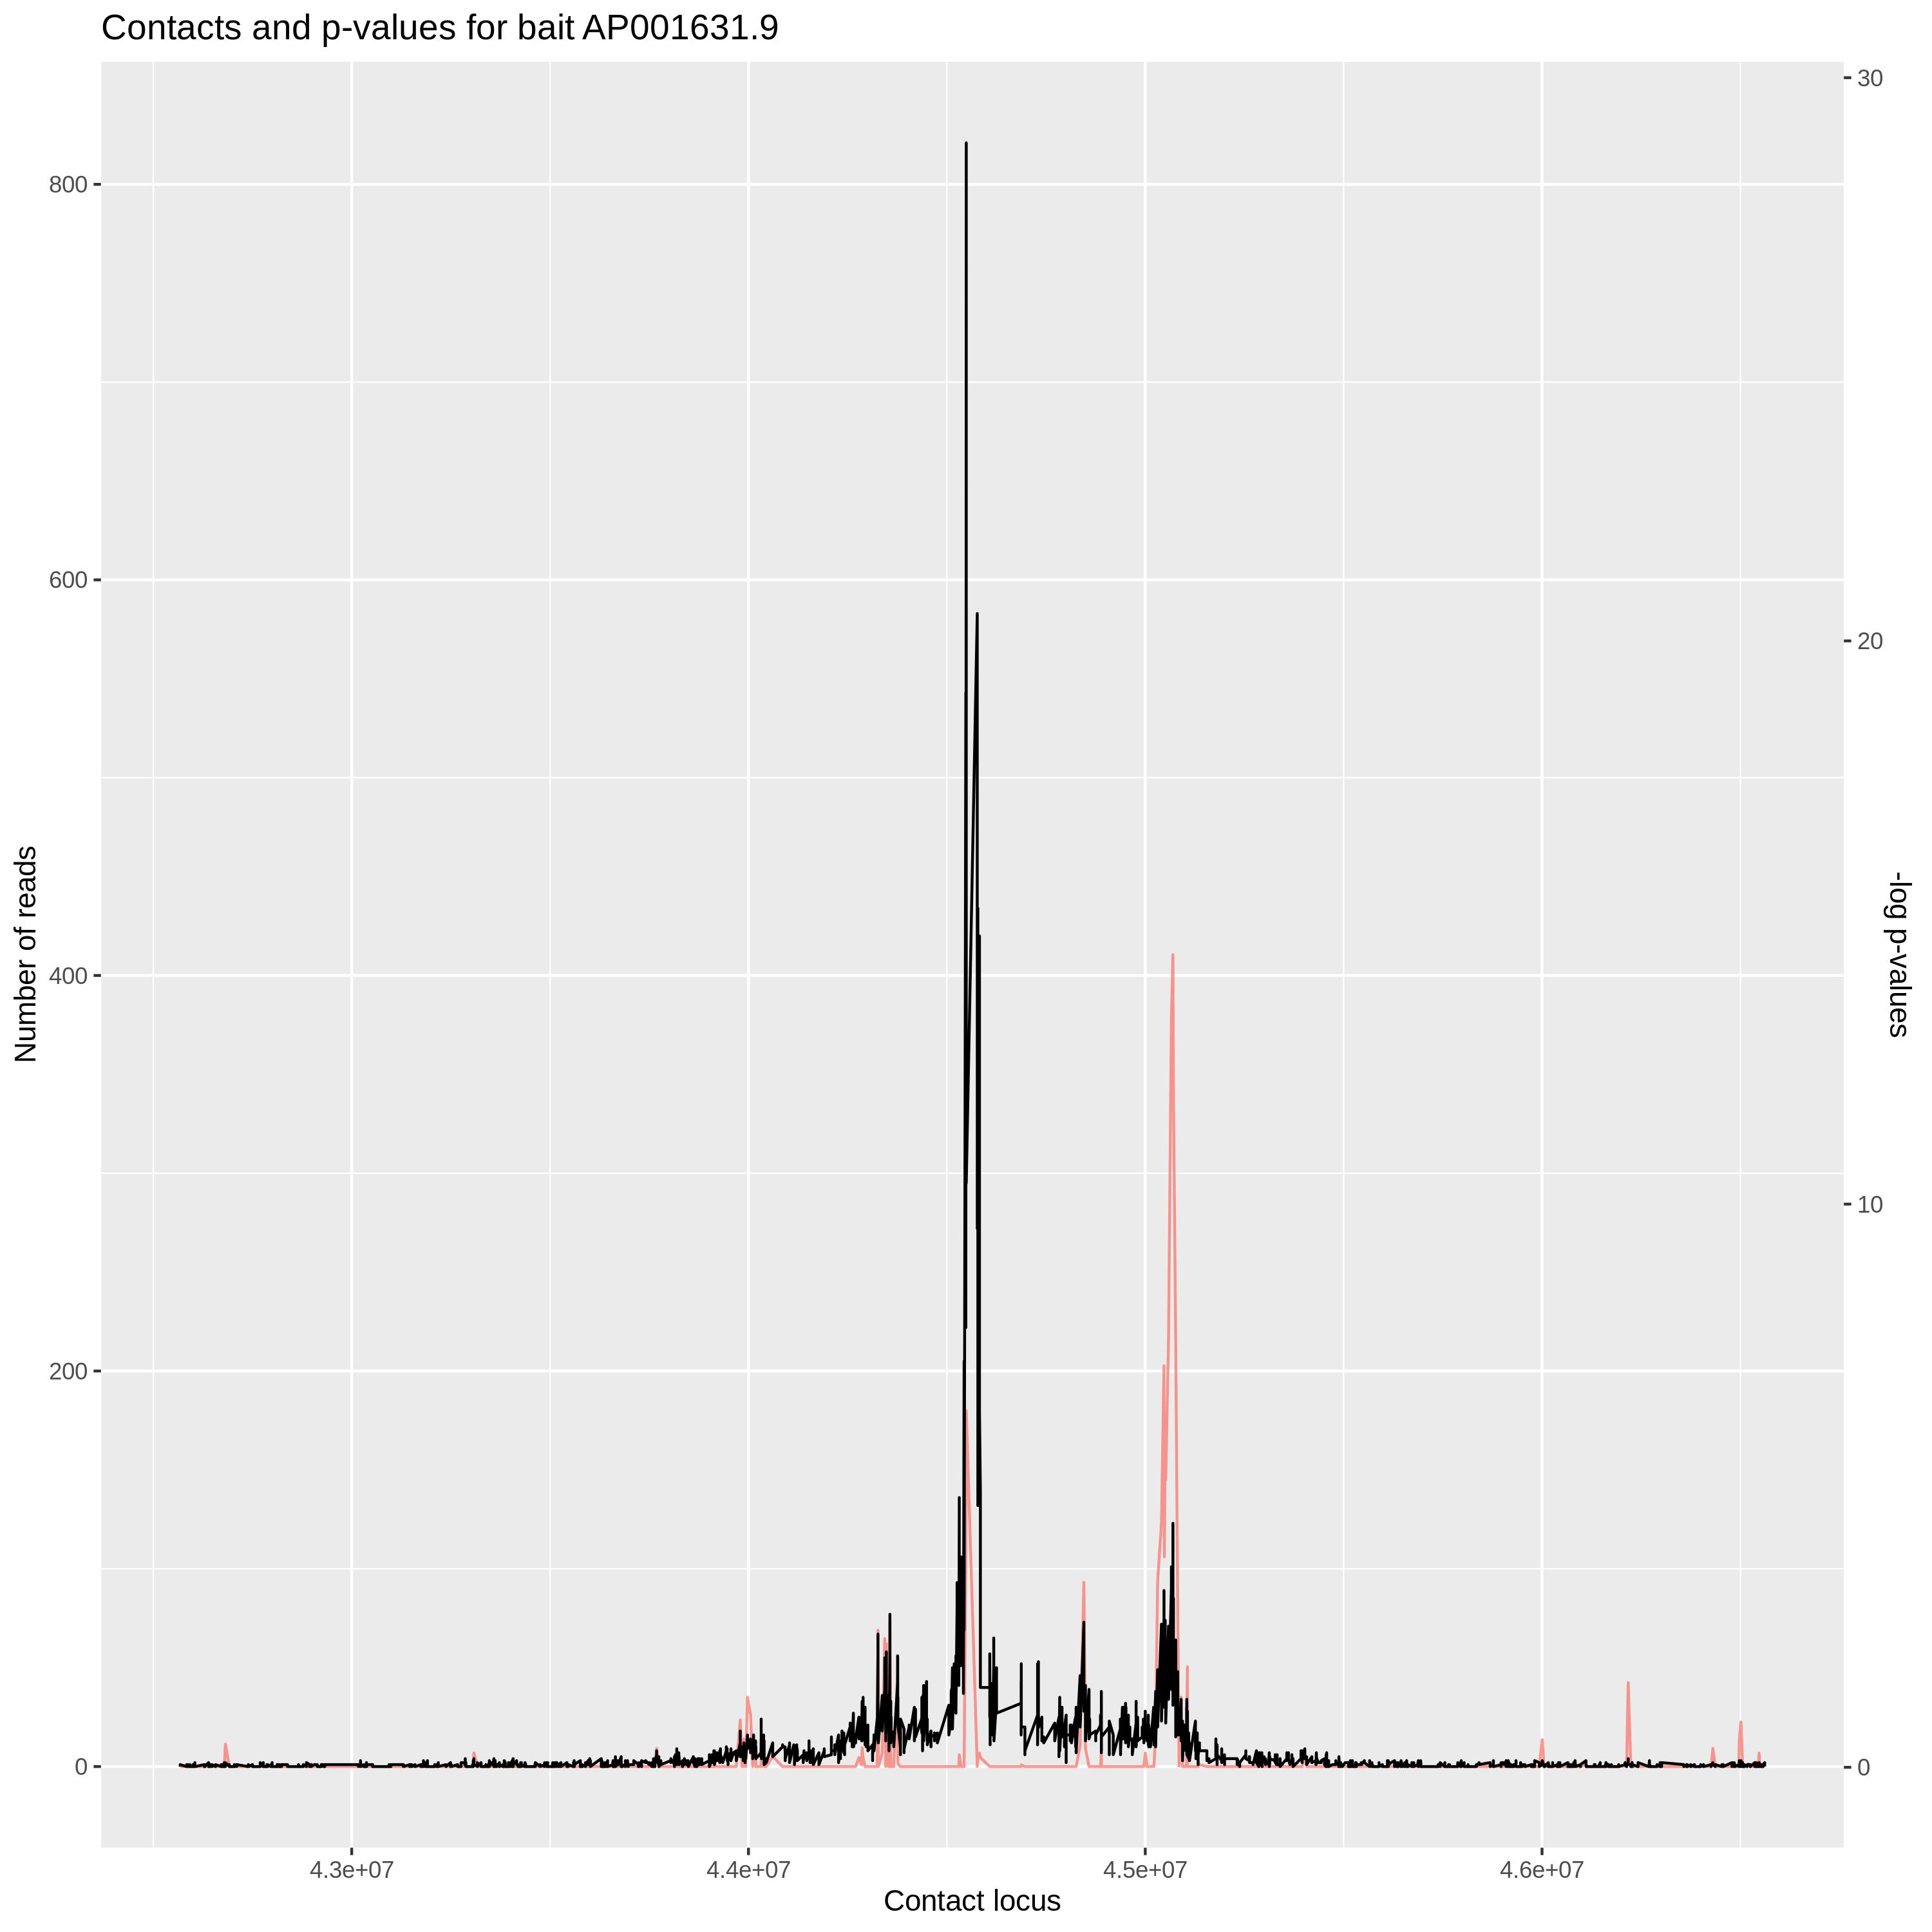 Contacts and p-values for bait AP001631.9
30
800
20
600
Number of reads
-log p-values
400
10
200
0
0
4.3e+07
4.4e+07
4.5e+07
4.6e+07
Contact locus